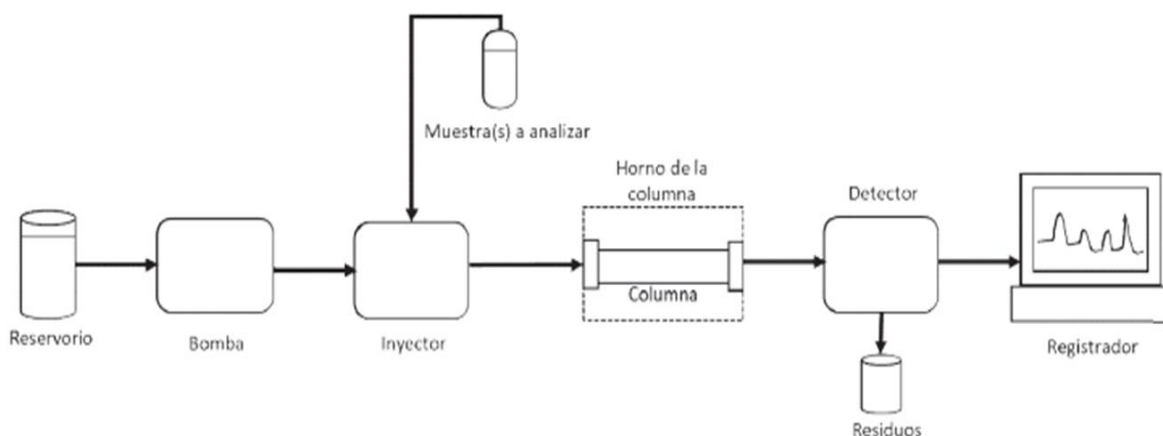 Muestra(s) a analizar
Horno de la
columna
Detector
Columna
Reservorio
Bomba
Inyector
Registrador
Residuos